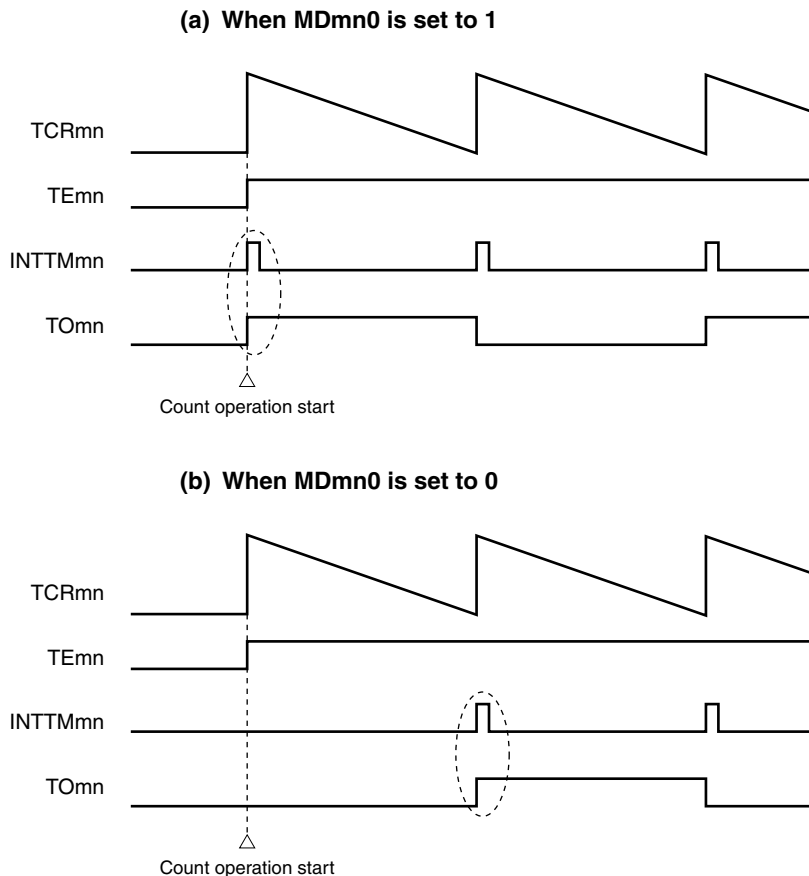 (a) When MDmn0 is set to 1
TCRmn
TEmn
INTTMmn
TOmn
Count operation start
(b) When MDmn0 is set to 0
TCRmn
TEmn
INTTMmn
TOmn
Count operation start